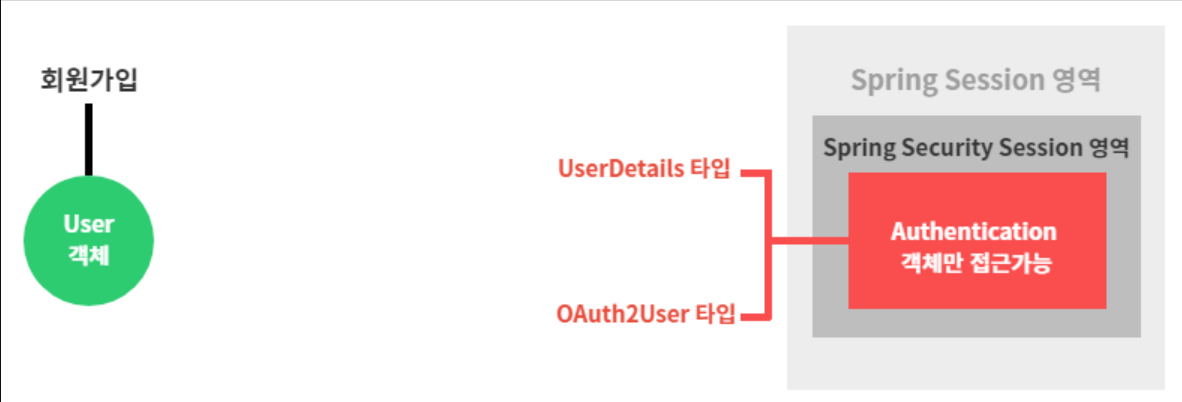 회원가입
User
객체
UserDetails 타입
OAuth2User 타입
Spring Session 영역
Spring Security Session 영역
Authentication
객체만 접근가능